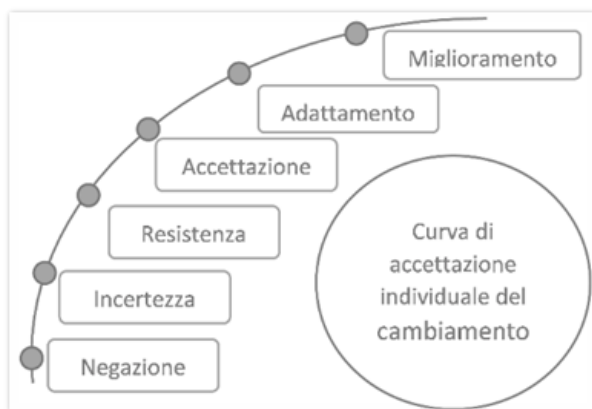 Miglioramento
Adattamento
Accettazione
Resistenza
Incertezza
Negazione
Curva di
accettazione
individuale del
cambiamento